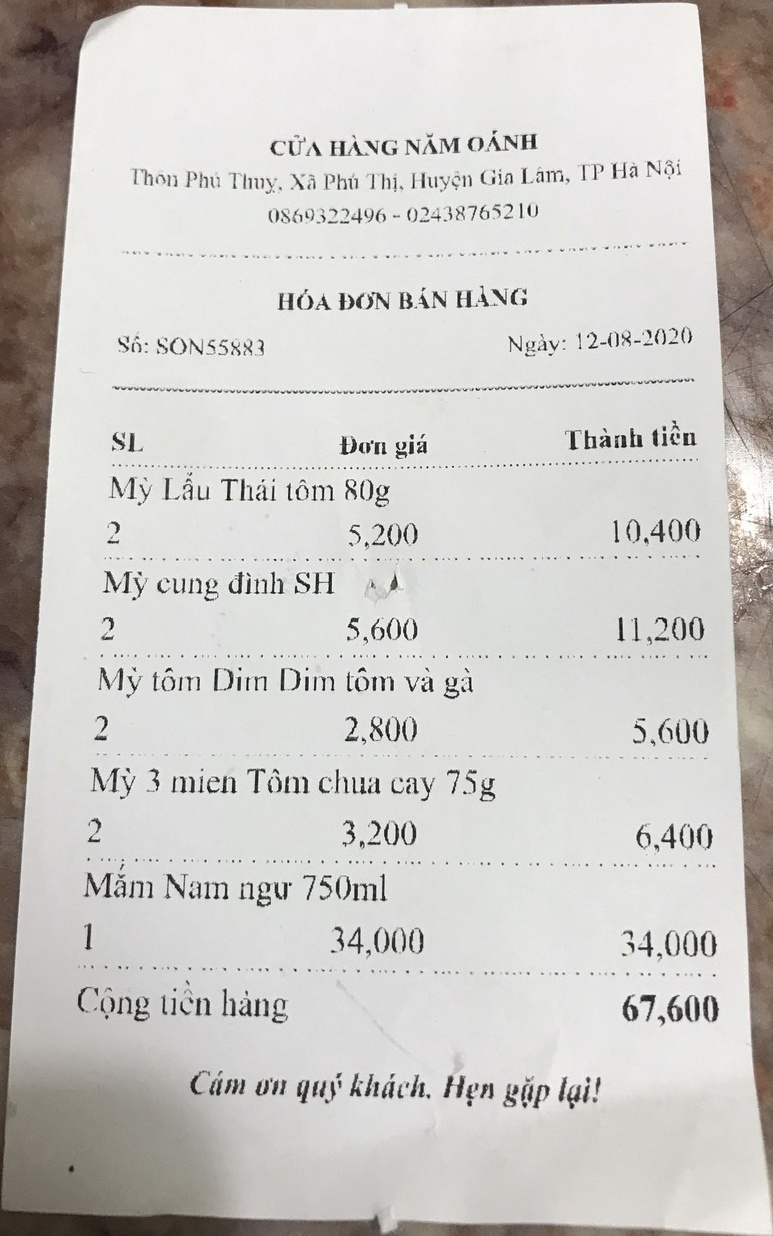 CỬA HÀNG NĂM OÁNH
Thôn Phú Thuỵ, Xã Phú Thị, Huyện Gia Lâm, TP Hà Nội
0869322496 - 02438765210
HÓA ĐƠN BÁN HÀNG
Số: SON55883 Ngày: 12-08-2020
SL Đơn giá Thành tiền
Mỳ Lẩu Thái tôm 80g
2 5,200 10,400
Mỳ cung đình SH
2 5,600 11,200
Mỳ tôm Dim Dim tôm và gà
2 2,800 5,600
Mỳ 3 mien Tôm chua cay 75g
2 3,200 6,400
Mắm Nam ngư 750ml
1 34,000 34,000
Cộng tiền hàng 67,600
Cám ơn quý khách. Hẹn gặp lại!